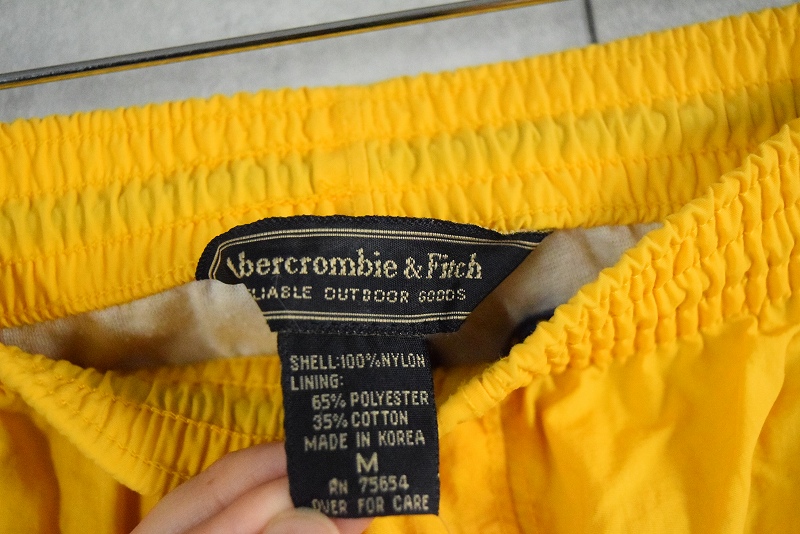 Abercrombie & Fitch
LIABLE OUTDOOR GOODS
SHELL:100%NYLON
LINING:
65% POLYESTER
35% COTTON
MADE IN KOREA
M
RN 75654
OVER FOR CARE